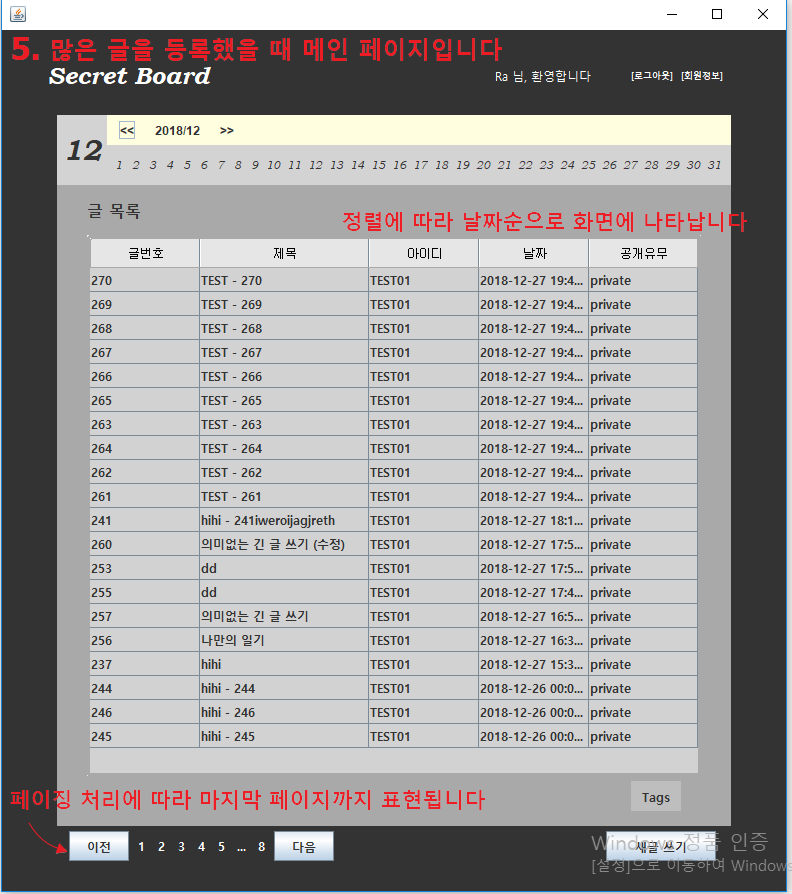 5. 많은 글을 등록했을 때 메인 페이지입니다
Secret Board
Ra 님, 환영합니다 [로그아웃] [회원정보]
12
<< 2018/12 >>
1 2 3 4 5 6 7 8 9 10 11 12 13 14 15 16 17 18 19 20 21 22 23 24 25 26 27 28 29 30 31
글 목록
정렬에 따라 날짜순으로 화면에 나타납니다
글번호 제목 아이디 날짜 공개유무
270 TEST - 270 TEST01 2018-12-27 19:4... private
269 TEST - 269 TEST01 2018-12-27 19:4... private
268 TEST - 268 TEST01 2018-12-27 19:4... private
267 TEST - 267 TEST01 2018-12-27 19:4... private
266 TEST - 266 TEST01 2018-12-27 19:4... private
265 TEST - 265 TEST01 2018-12-27 19:4... private
263 TEST - 263 TEST01 2018-12-27 19:4... private
264 TEST - 264 TEST01 2018-12-27 19:4... private
262 TEST - 262 TEST01 2018-12-27 19:4... private
261 TEST - 261 TEST01 2018-12-27 19:4... private
241 hihi - 241iweroijagjreth TEST01 2018-12-27 18:1... private
260 의미없는 긴 글 쓰기 (수정) TEST01 2018-12-27 17:5... private
253 dd TEST01 2018-12-27 17:5... private
255 dd TEST01 2018-12-27 17:4... private
257 의미없는 긴 글 쓰기 TEST01 2018-12-27 16:5... private
256 나만의 일기 TEST01 2018-12-27 16:3... private
237 hihi TEST01 2018-12-27 15:3... private
244 hihi - 244 TEST01 2018-12-26 00:0... private
246 hihi - 246 TEST01 2018-12-26 00:0... private
245 hihi - 245 TEST01 2018-12-26 00:0... private
Tags
페이징 처리에 따라 마지막 페이지까지 표현됩니다
이전 1 2 3 4 5 ... 8 다음
새글 쓰기
Windows 정품 인증
[설정]으로 이동하여 Windows